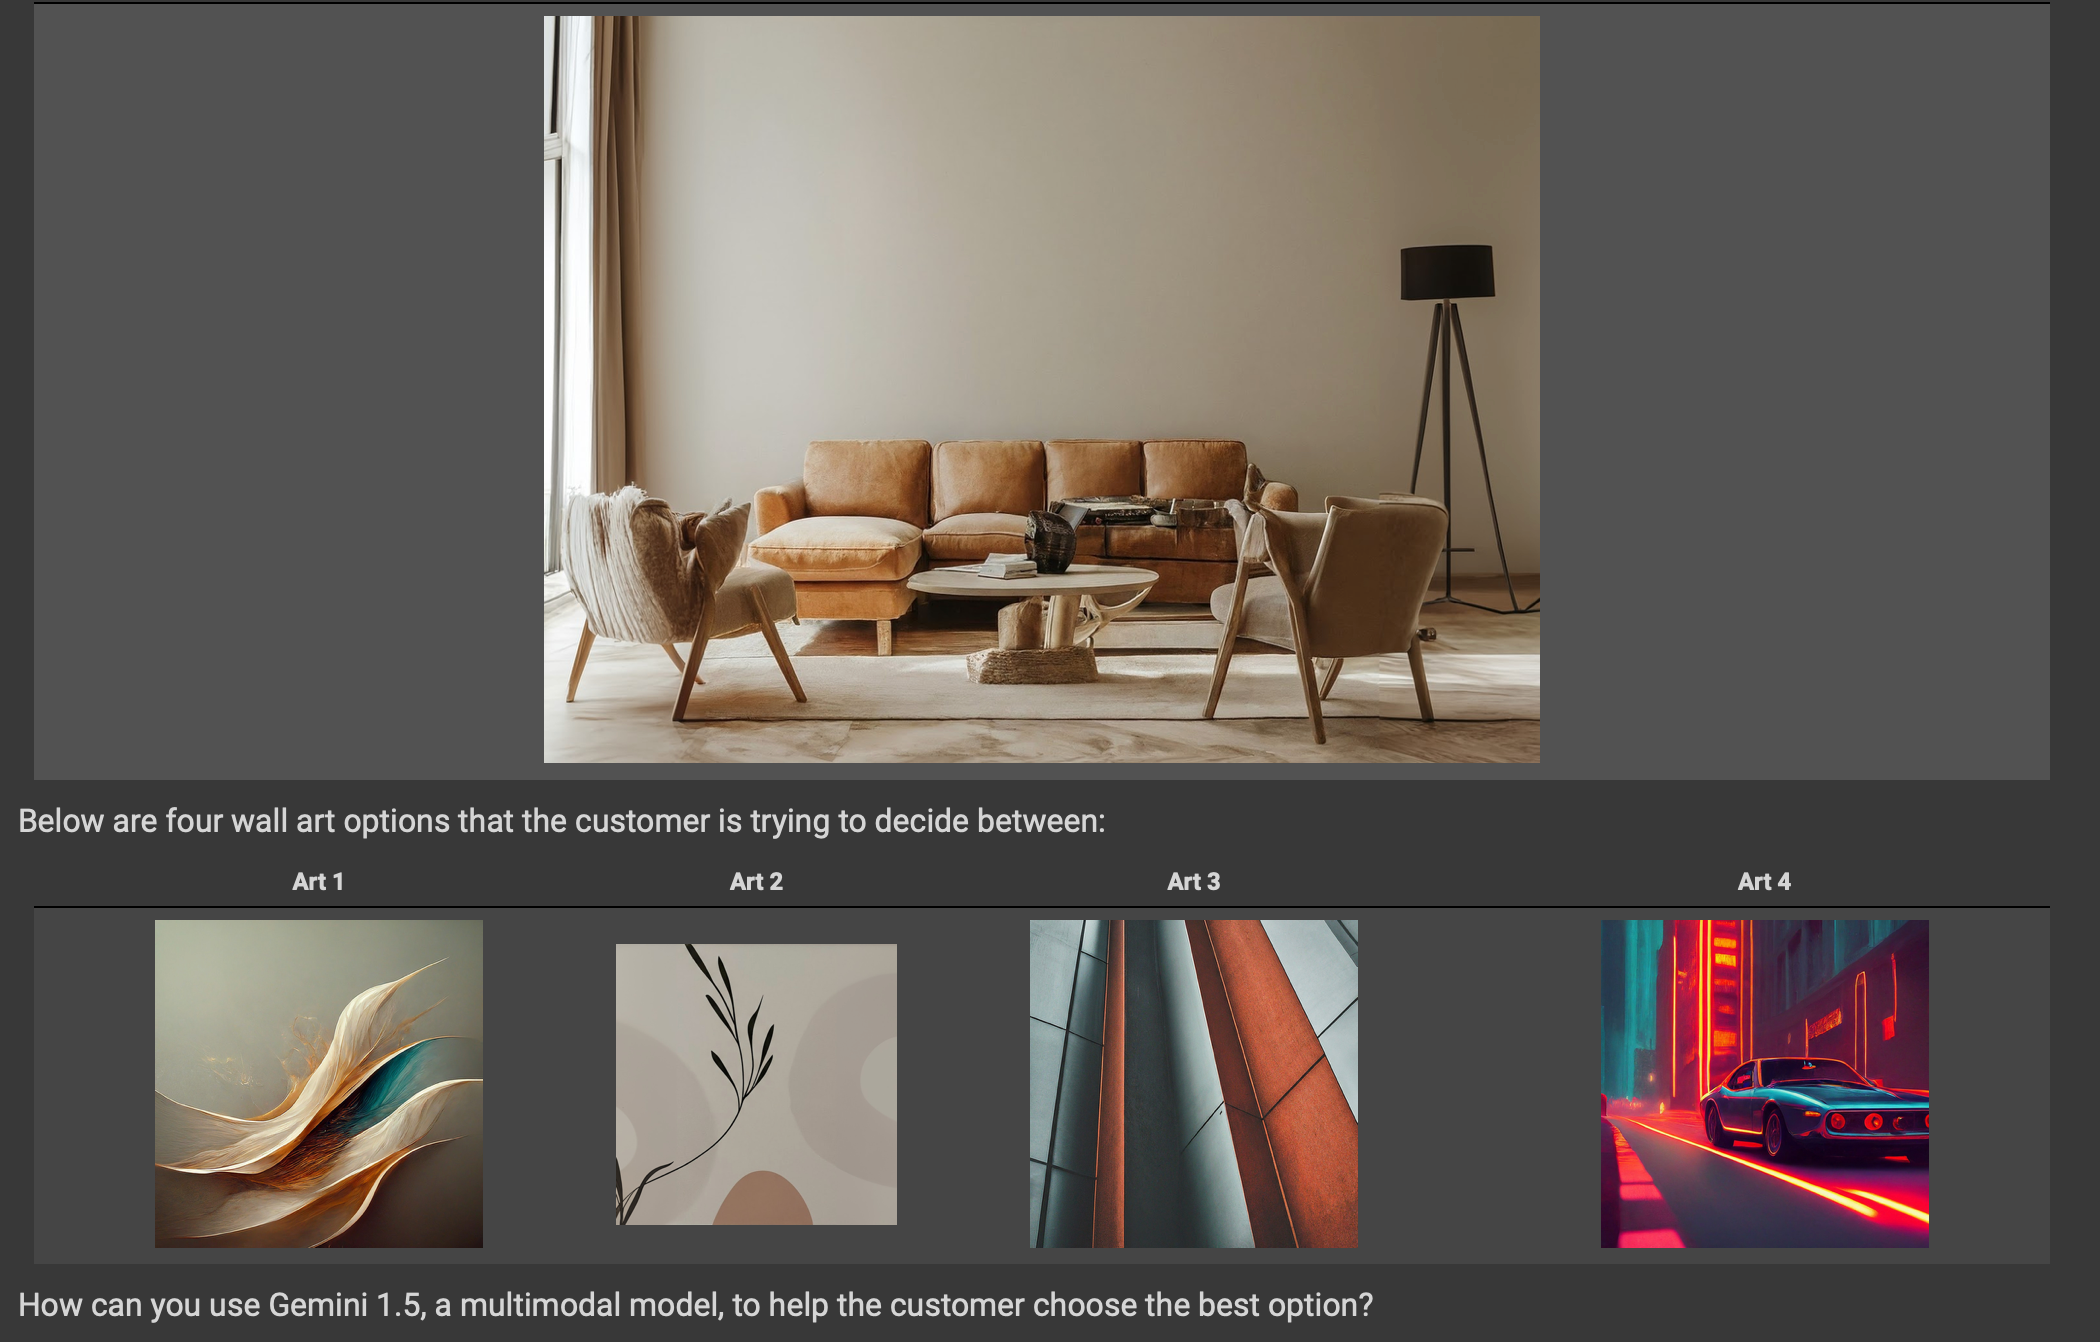 Below are four wall art options that the customer is trying to decide between:
Art 1 Art 2 Art 3 Art 4
How can you use Gemini 1.5, a multimodal model, to help the customer choose the best option?